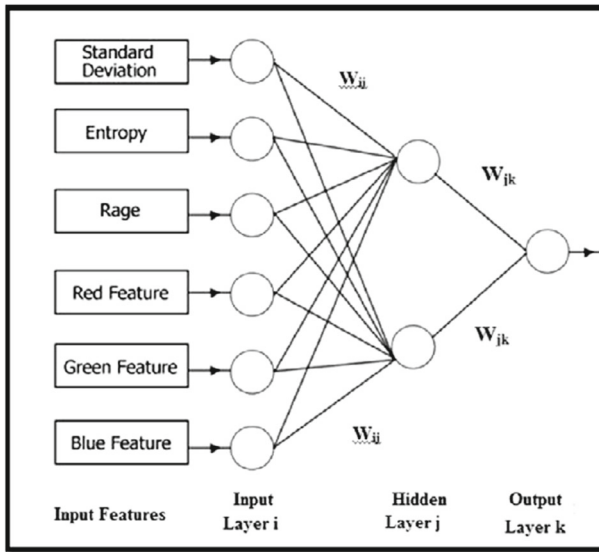 Standard
Deviation
Entropy
Rage
Red Feature
Green Feature
Blue Feature
Wij
Wij
Wjk
Wjk
Input Features
Input
Layer i
Hidden
Layer j
Output
Layer k